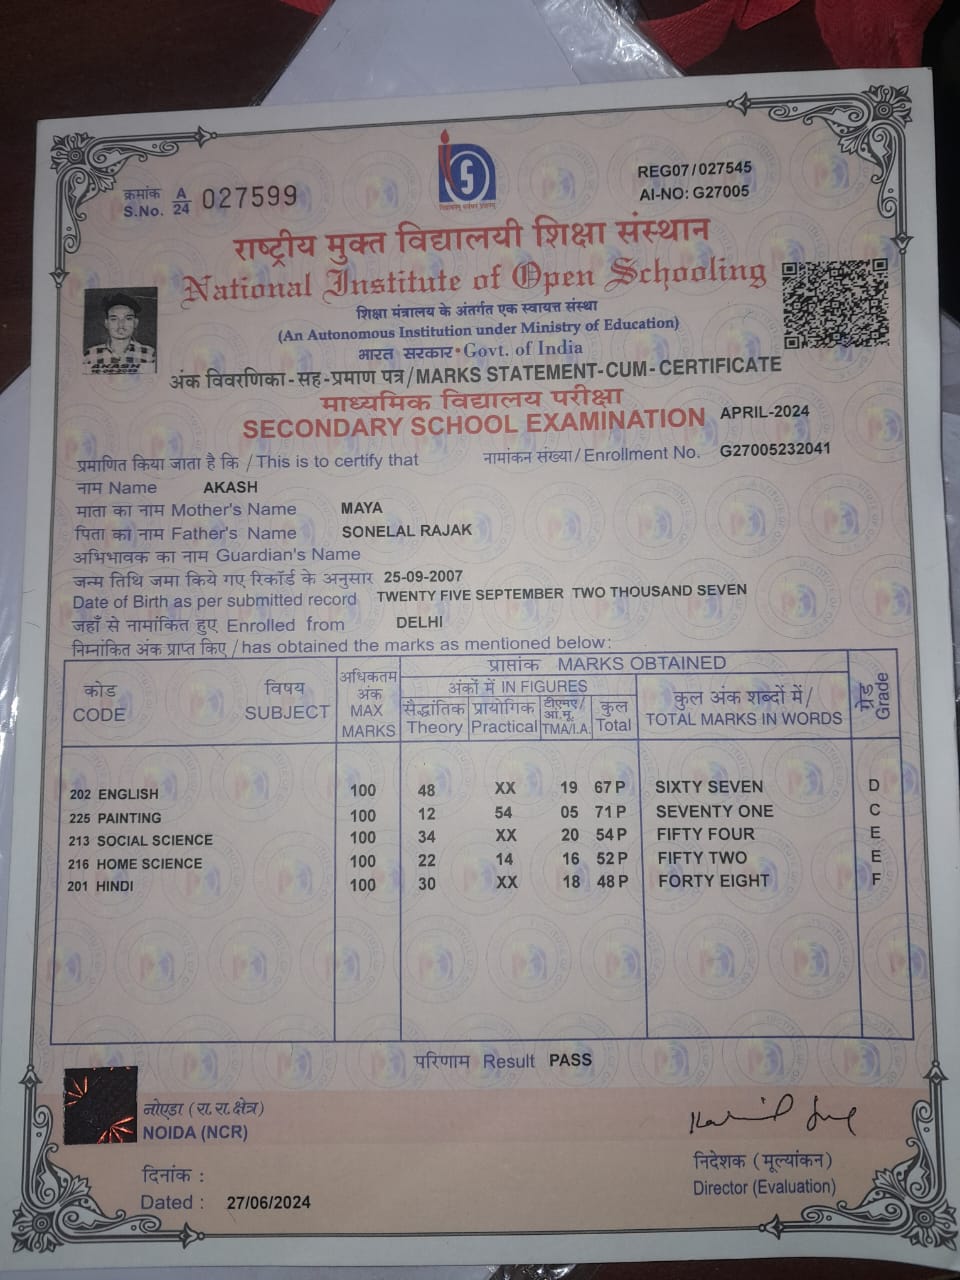 क्रमांक A/24 027599
S.No.
REG07/027545
AI-NO: G27005
राष्ट्रीय मुक्त विद्यालयी शिक्षा संस्थान
National Institute of Open Schooling
शिक्षा मंत्रालय के अंतर्गत एक स्वायत्त संस्था
(An Autonomous Institution under Ministry of Education)
भारत सरकार • Govt. of India
अंक विवरणिका - सह - प्रमाण पत्र / MARKS STATEMENT - CUM - CERTIFICATE
माध्यमिक विद्यालय परीक्षा
SECONDARY SCHOOL EXAMINATION APRIL-2024
प्रमाणित किया जाता है कि / This is to certify that नामांकन संख्या / Enrollment No. G27005232041
नाम Name AKASH
माता का नाम Mother's Name MAYA
पिता का नाम Father's Name SONELAL RAJAK
अभिभावक का नाम Guardian's Name
जन्म तिथि जमा किये गए रिकॉर्ड के अनुसार 25-09-2007
Date of Birth as per submitted record TWENTY FIVE SEPTEMBER TWO THOUSAND SEVEN
जहाँ से नामांकित हुए Enrolled from DELHI
निम्नांकित अंक प्राप्त किए / has obtained the marks as mentioned below:
कोड CODE विषय SUBJECT अधिकतम अंक MAX MARKS प्राप्तांक MARKS OBTAINED ग्रेड Grade
अंकों में IN FIGURES कुल अंक शब्दों में / TOTAL MARKS IN WORDS
सैद्धांतिक Theory प्रायोगिक Practical टीएमए/आं.मू. TMA/I.A. कुल Total
202 ENGLISH 100 48 XX 19 67 P SIXTY SEVEN D
225 PAINTING 100 12 54 05 71 P SEVENTY ONE C
213 SOCIAL SCIENCE 100 34 XX 20 54 P FIFTY FOUR E
216 HOME SCIENCE 100 22 14 16 52 P FIFTY TWO E
201 HINDI 100 30 XX 18 48 P FORTY EIGHT F
परिणाम Result PASS
नोएडा (रा.रा.क्षेत्र)
NOIDA (NCR)
निदेशक (मूल्यांकन)
Director (Evaluation)
दिनांक :
Dated : 27/06/2024